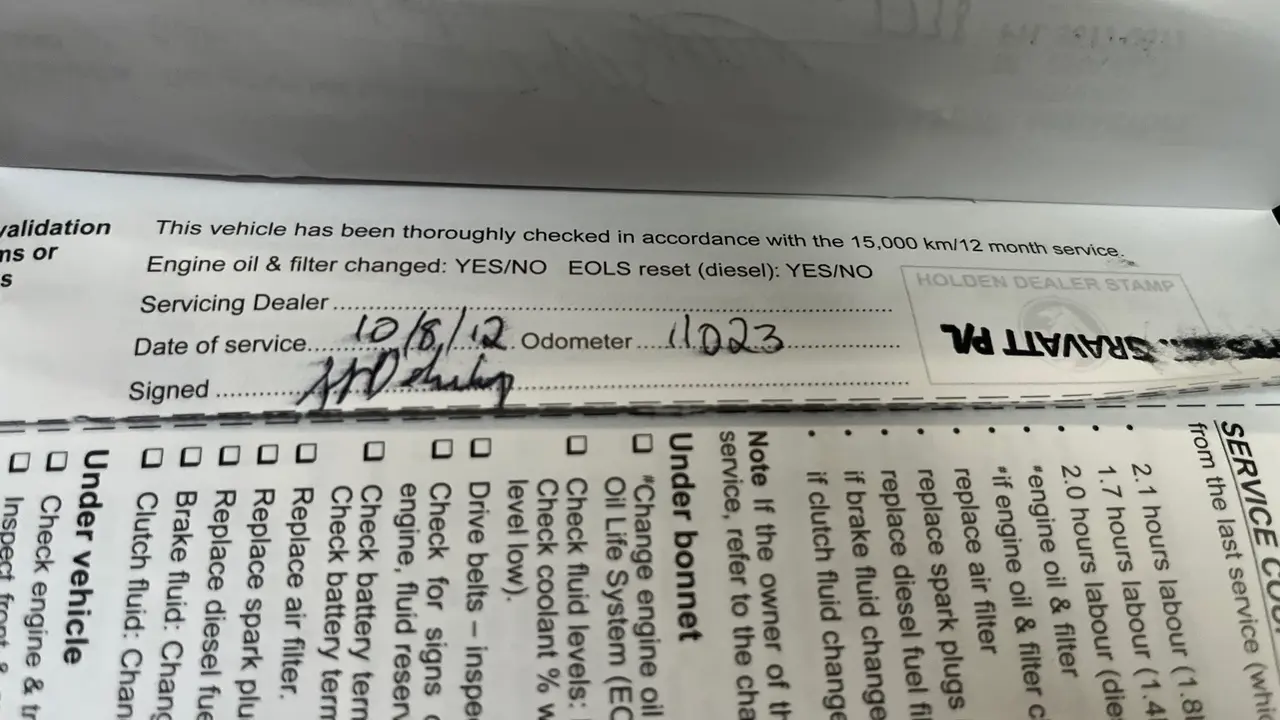 validation
ms or
s
This vehicle has been thoroughly checked in accordance with the 15,000 km/12 month service.
Engine oil & filter changed: YES/NO EOLS reset (diesel): YES/NO
Servicing Dealer
Date of service 10/8/12 Odometer 11023
Signed
HOLDEN DEALER STAMP
GRAVATT P/L
SERVICE
from the last service (whi
• 2.1 hours labour (1.8
• 1.7 hours labour (1.4
• 2.0 hours labour (die
• *engine oil & filter
• *if engine oil & filter c
• replace air filter
• replace spark plugs
• replace diesel fuel fil
• if brake fluid change
• if clutch fluid change
Note If the owner of th
service, refer to the cha
Under bonnet
❑ *Change engine oil
Oil Life System (EO
❑ Check fluid levels:
Check coolant % w
level low).
❑ Drive belts – inspe
❑ Check for signs o
engine, fluid reserv
❑ Check battery term
Check battery term
❑ Replace air filter.
❑ Replace spark plu
❑ Replace diesel fue
❑ Brake fluid: Chang
❑ Clutch fluid: Chan
Under vehicle
❑ Check engine & tr
❑ Inspect front &